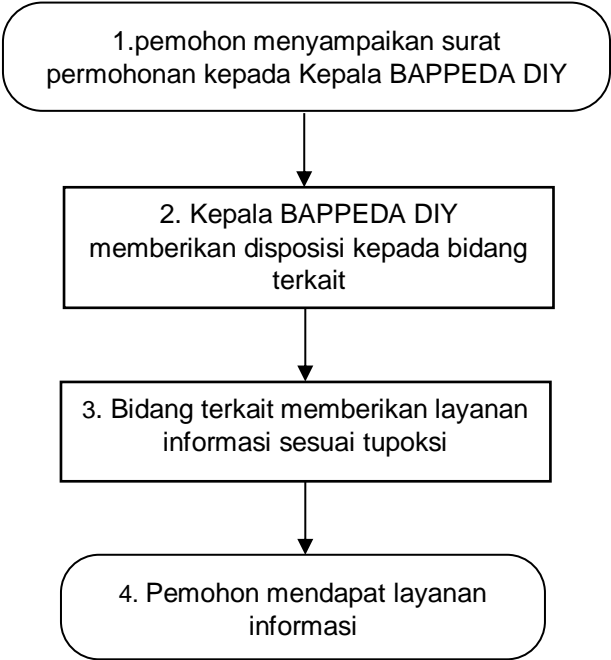 1.pemohon menyampaikan surat
permohonan kepada Kepala BAPPEDA DIY
2. Kepala BAPPEDA DIY
memberikan disposisi kepada bidang
terkait
3. Bidang terkait memberikan layanan
informasi sesuai tupoksi
4. Pemohon mendapat layanan
informasi